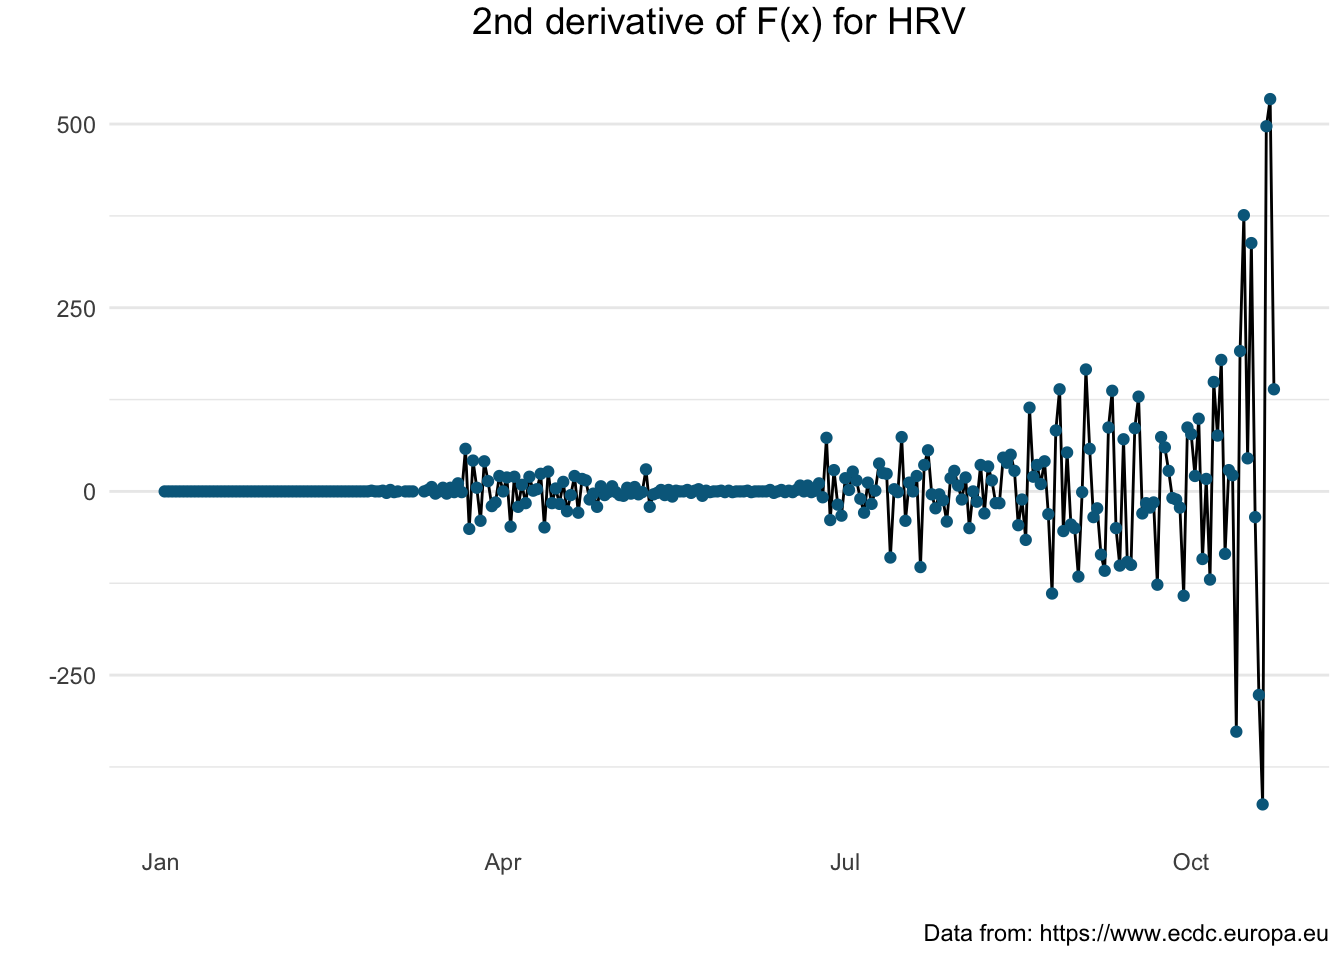 2nd derivative of F(x) for HRV
500
250
0
-250
Jan Apr Jul Oct
Data from: https://www.ecdc.europa.eu